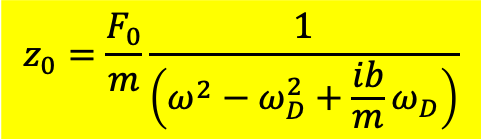 z₀ = F₀/m 1/(ω² − ω_D² + ib/m ω_D)